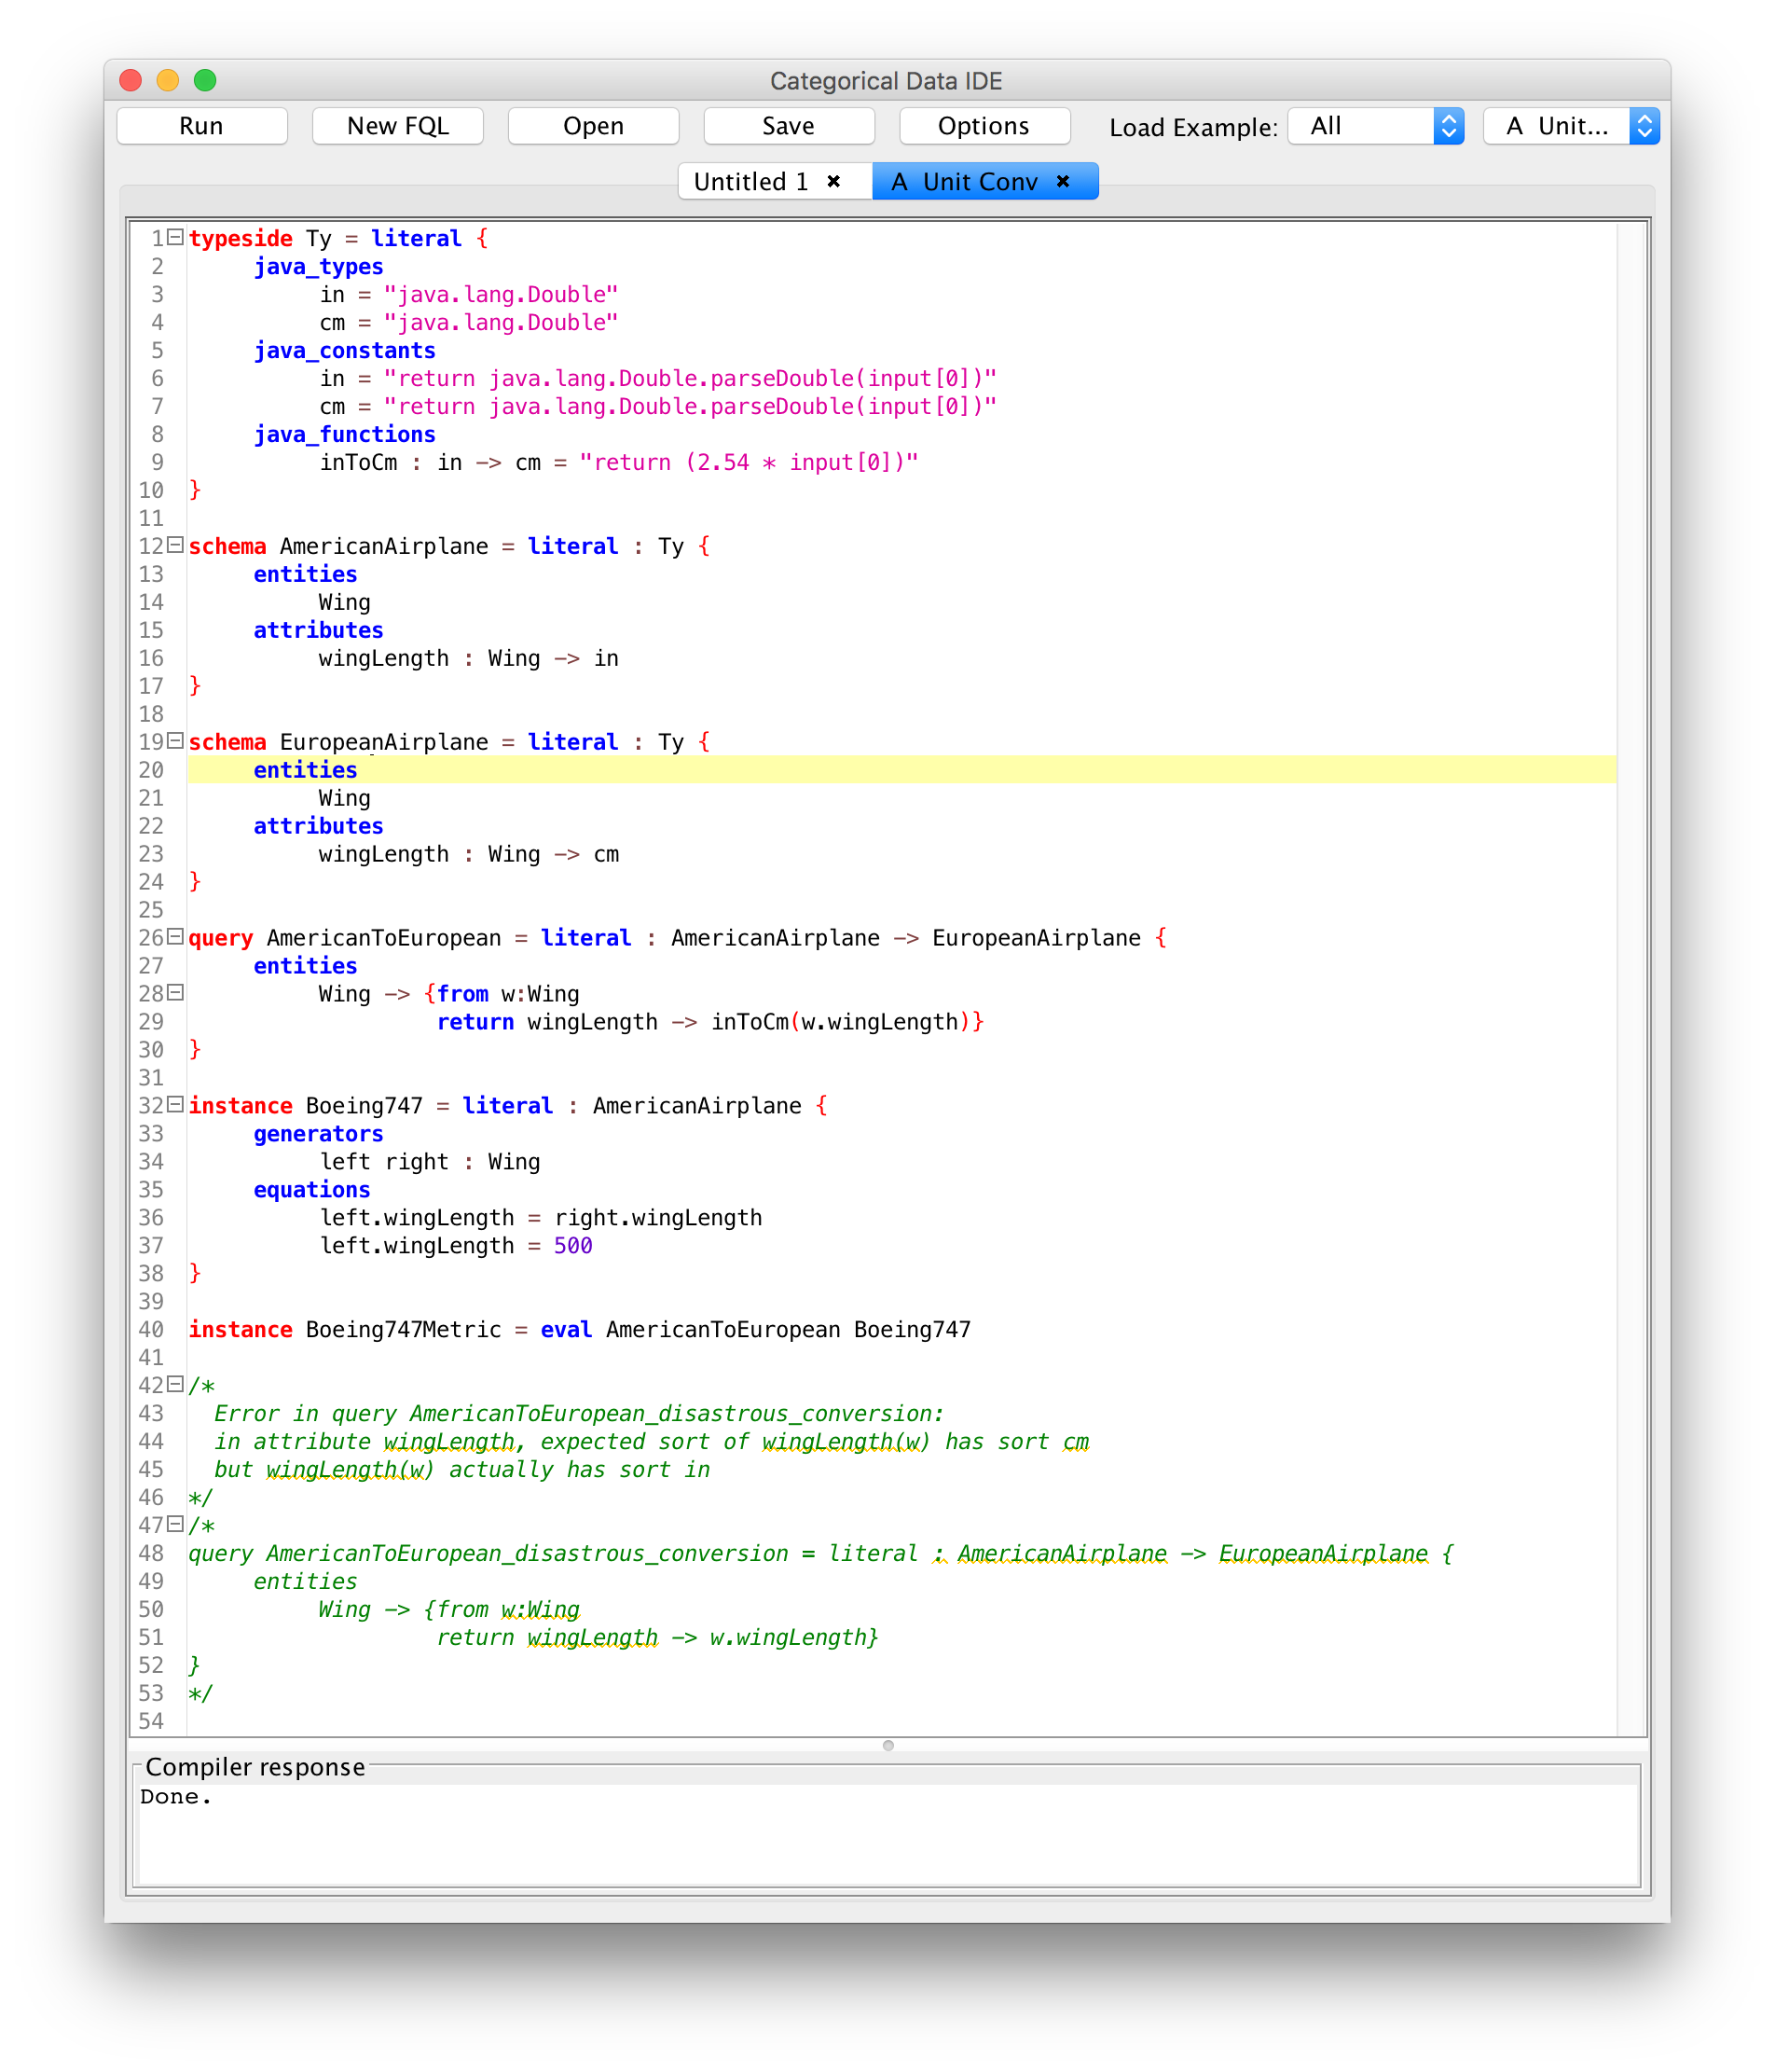 Categorical Data IDE
Run New FQL Open Save Options Load Example: All A Unit...
Untitled 1 × A Unit Conv ×
1 typeside Ty = literal {
2 java_types
3 in = "java.lang.Double"
4 cm = "java.lang.Double"
5 java_constants
6 in = "return java.lang.Double.parseDouble(input[0])"
7 cm = "return java.lang.Double.parseDouble(input[0])"
8 java_functions
9 inToCm : in -> cm = "return (2.54 * input[0])"
10 }
11
12 schema AmericanAirplane = literal : Ty {
13 entities
14 Wing
15 attributes
16 wingLength : Wing -> in
17 }
18
19 schema EuropeanAirplane = literal : Ty {
20 entities
21 Wing
22 attributes
23 wingLength : Wing -> cm
24 }
25
26 query AmericanToEuropean = literal : AmericanAirplane -> EuropeanAirplane {
27 entities
28 Wing -> {from w:Wing
29 return wingLength -> inToCm(w.wingLength)}
30 }
31
32 instance Boeing747 = literal : AmericanAirplane {
33 generators
34 left right : Wing
35 equations
36 left.wingLength = right.wingLength
37 left.wingLength = 500
38 }
39
40 instance Boeing747Metric = eval AmericanToEuropean Boeing747
41
42 /*
43 Error in query AmericanToEuropean_disastrous_conversion:
44 in attribute wingLength, expected sort of wingLength(w) has sort cm
45 but wingLength(w) actually has sort in
46 */
47 /*
48 query AmericanToEuropean_disastrous_conversion = literal : AmericanAirplane -> EuropeanAirplane {
49 entities
50 Wing -> {from w:Wing
51 return wingLength -> w.wingLength}
52 }
53 */
54
Compiler response
Done.